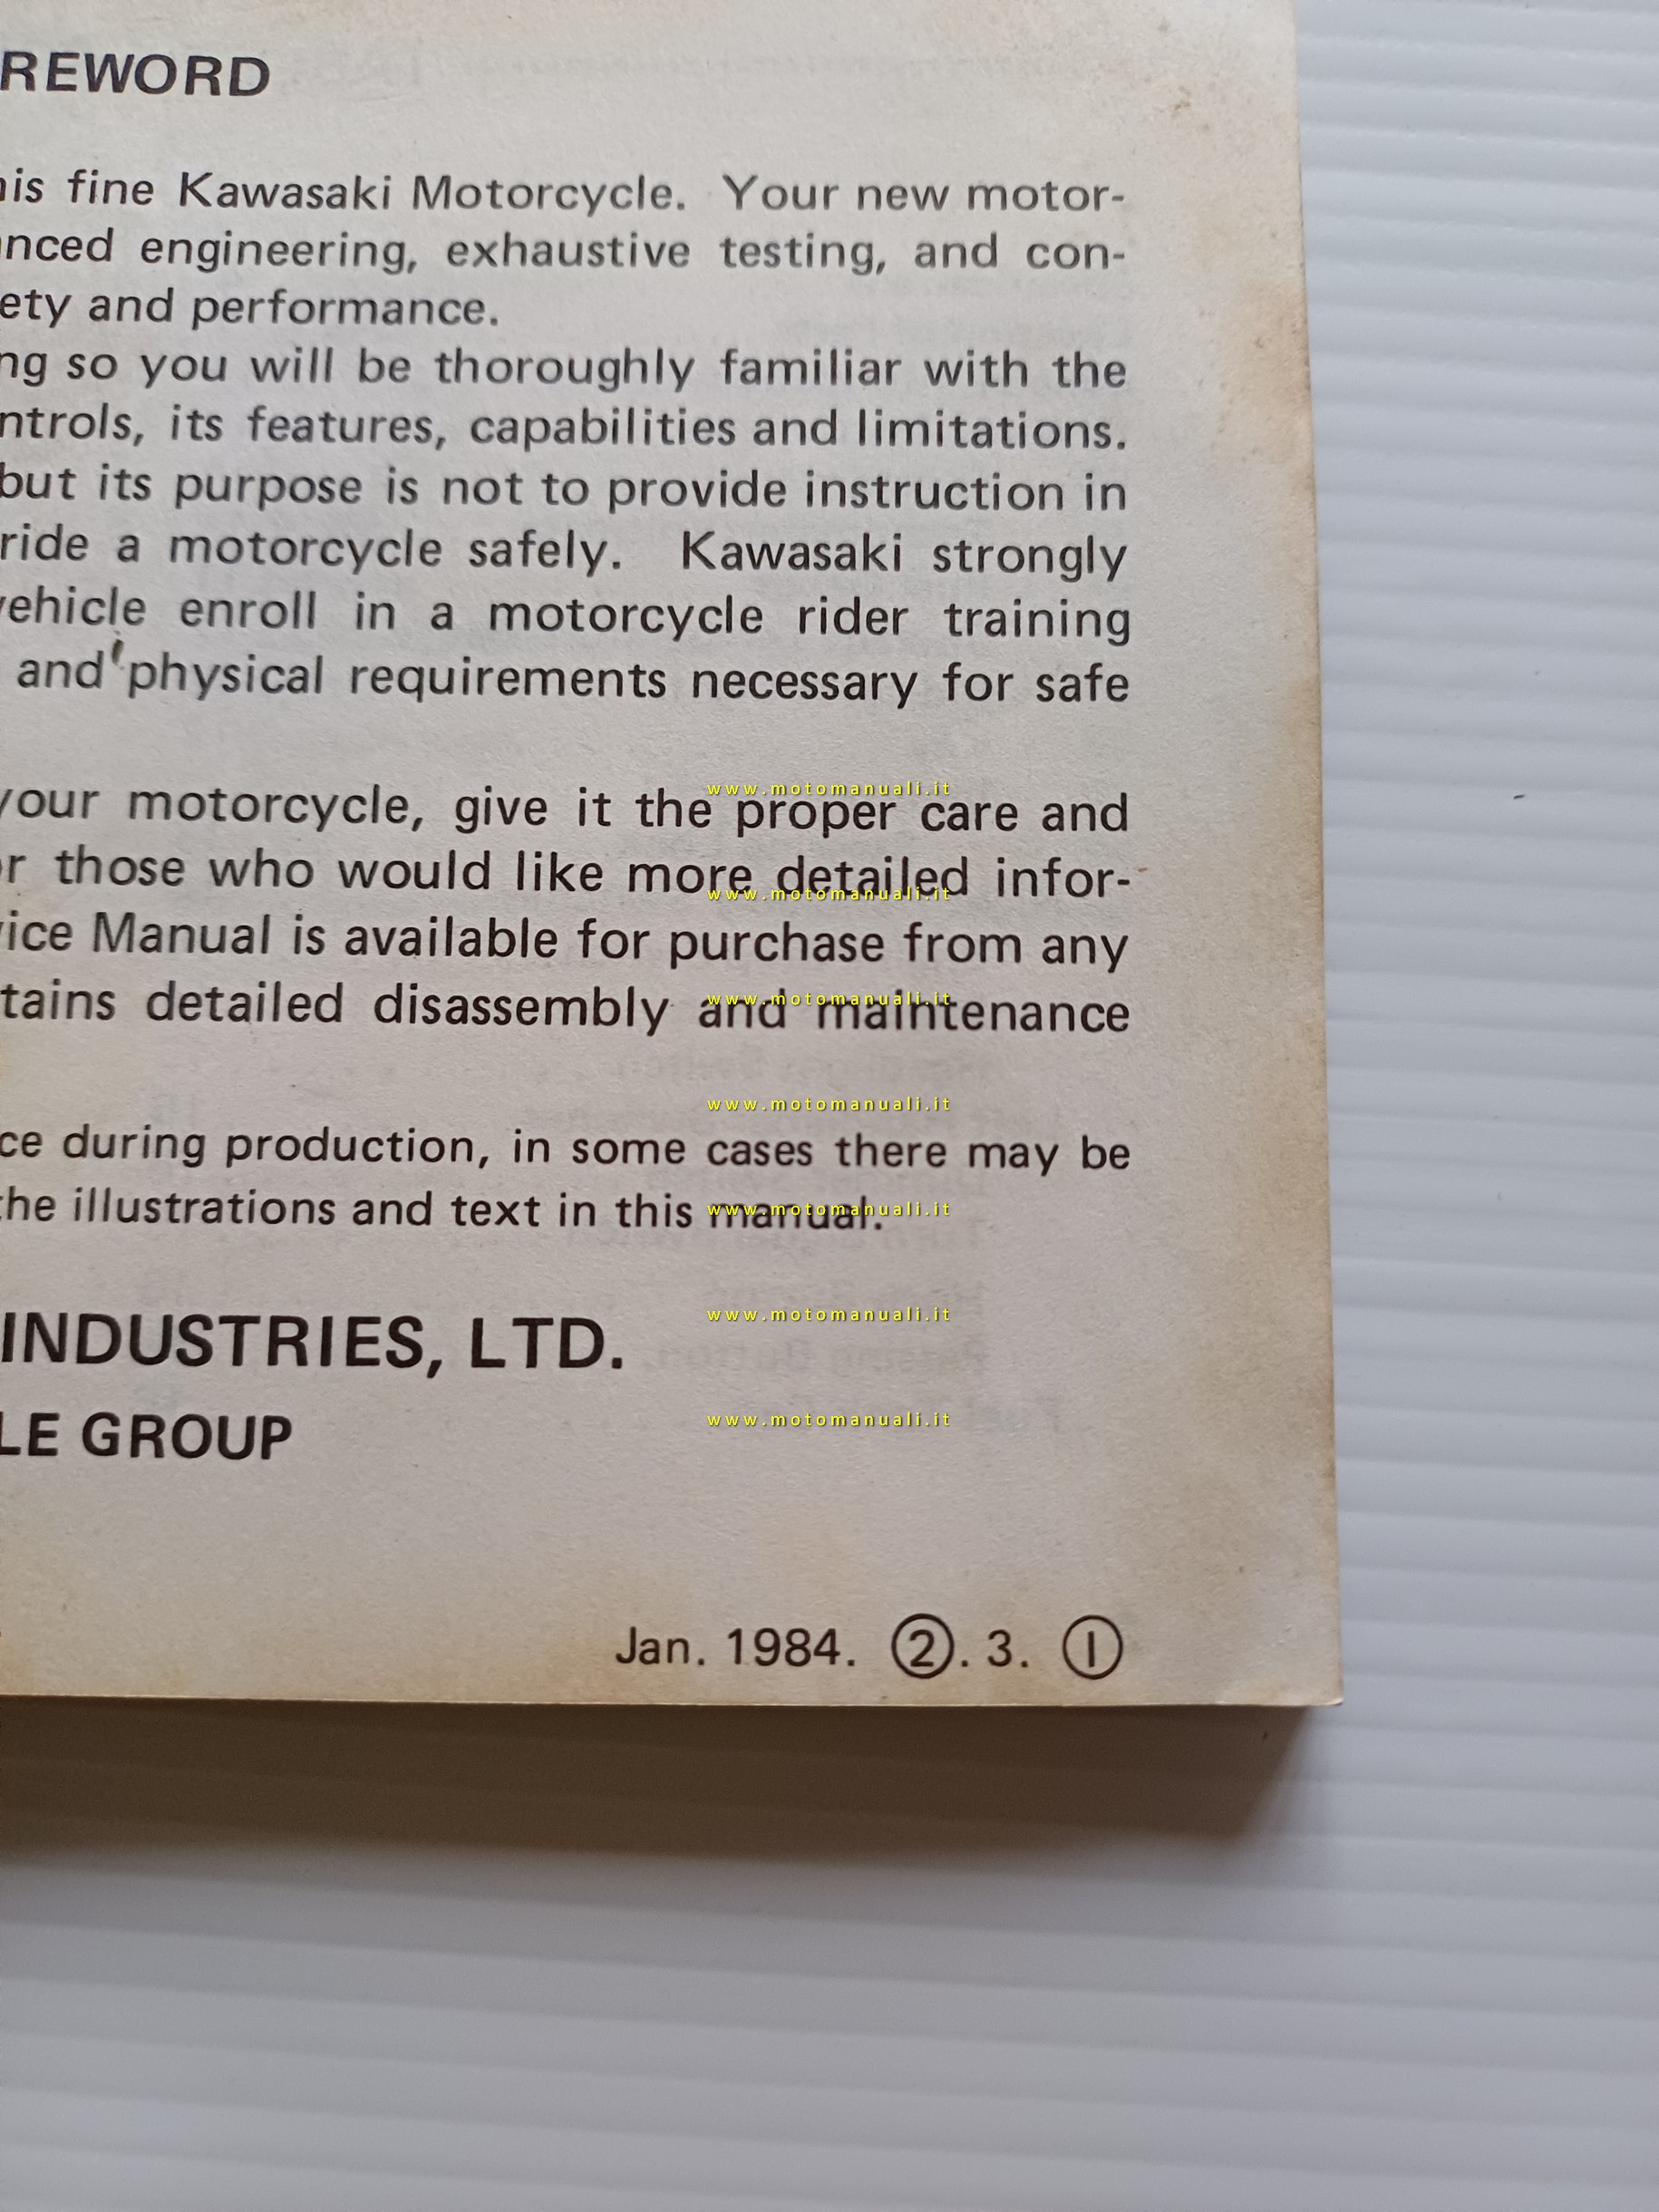 REWORD
his fine Kawasaki Motorcycle. Your new motor-
nced engineering, exhaustive testing, and con-
ety and performance.
ng so you will be thoroughly familiar with the
ntrols, its features, capabilities and limitations.
but its purpose is not to provide instruction in
ride a motorcycle safely. Kawasaki strongly
vehicle enroll in a motorcycle rider training
and physical requirements necessary for safe
your motorcycle, give it the proper care and
www.motomanuali.it
or those who would like more detailed infor-
www.motomanuali.it
vice Manual is available for purchase from any
tains detailed disassembly and maintenance
www.motomanuali.it
www.motomanuali.it
ce during production, in some cases there may be
the illustrations and text in this manual.
www.motomanuali.it
INDUSTRIES, LTD.
www.motomanuali.it
LE GROUP
www.motomanuali.it
Jan. 1984. ②. 3. ①